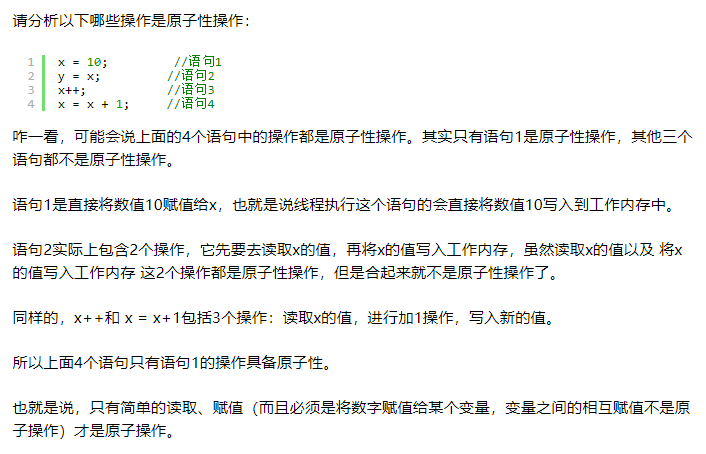 请分析以下哪些操作是原子性操作：
1 x = 10; //语句1
2 y = x; //语句2
3 x++; //语句3
4 x = x + 1; //语句4
咋一看，可能会说上面的4个语句中的操作都是原子性操作。其实只有语句1是原子性操作，其他三个
语句都不是原子性操作。
语句1是直接将数值10赋值给x，也就是说线程执行这个语句的会直接将数值10写入到工作内存中。
语句2实际上包含2个操作，它先要去读取x的值，再将x的值写入工作内存，虽然读取x的值以及 将x
的值写入工作内存 这2个操作都是原子性操作，但是合起来就不是原子性操作了。
同样的，x++和 x = x+1包括3个操作：读取x的值，进行加1操作，写入新的值。
所以上面4个语句只有语句1的操作具备原子性。
也就是说，只有简单的读取、赋值（而且必须是将数字赋值给某个变量，变量之间的相互赋值不是原
子操作）才是原子操作。